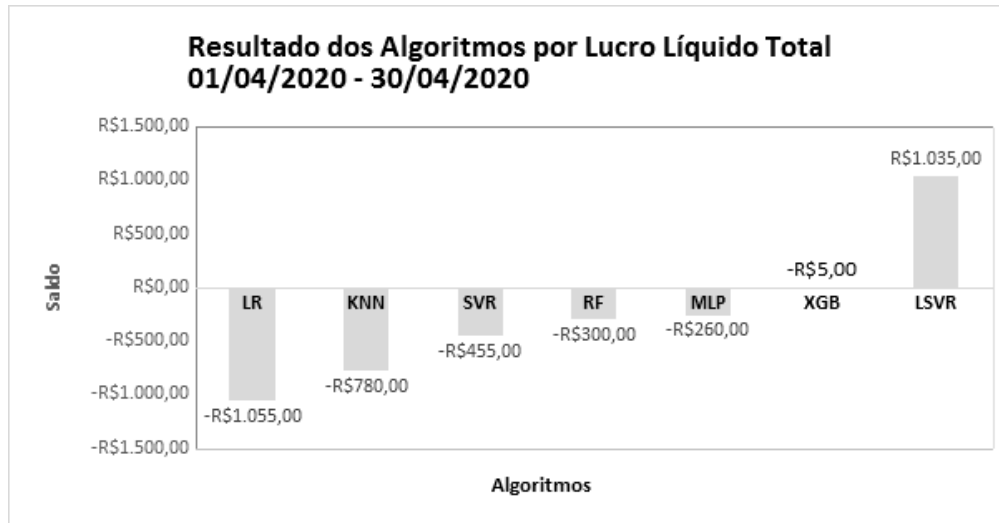 Resultado dos Algoritmos por Lucro Líquido Total
01/04/2020 - 30/04/2020
R$1.500,00
R$1.000,00
R$500,00
R$0,00
-R$500,00
-R$1.000,00
-R$1.500,00
Saldo
LR
KNN
SVR
RF
MLP
XGB
LSVR
-R$1.055,00
-R$780,00
-R$455,00
-R$300,00
-R$260,00
-R$5,00
R$1.035,00
Algoritmos